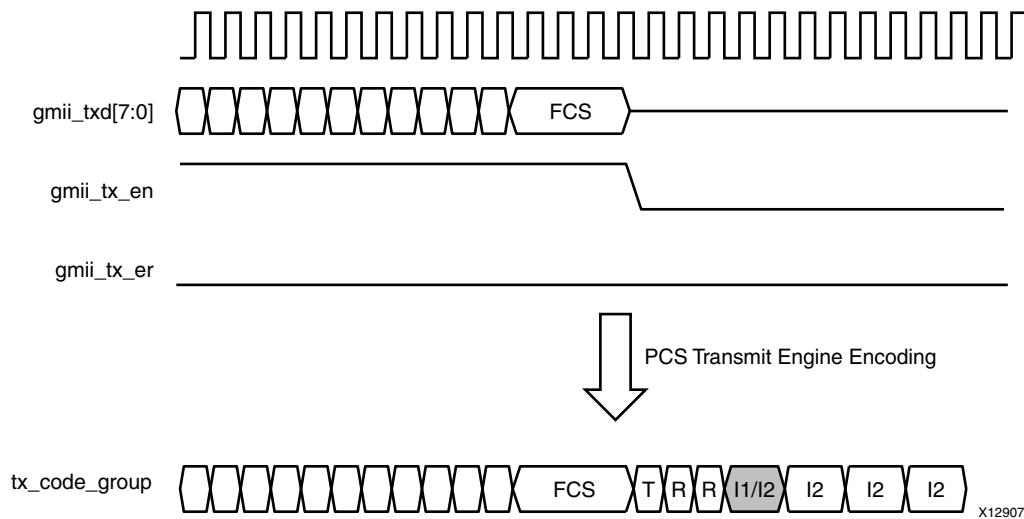 gmii_txd[7:0] FCS
gmii_tx_en
gmii_tx_er
PCS Transmit Engine Encoding
tx_code_group FCS T R R I1/I2 I2 I2 I2
X12907